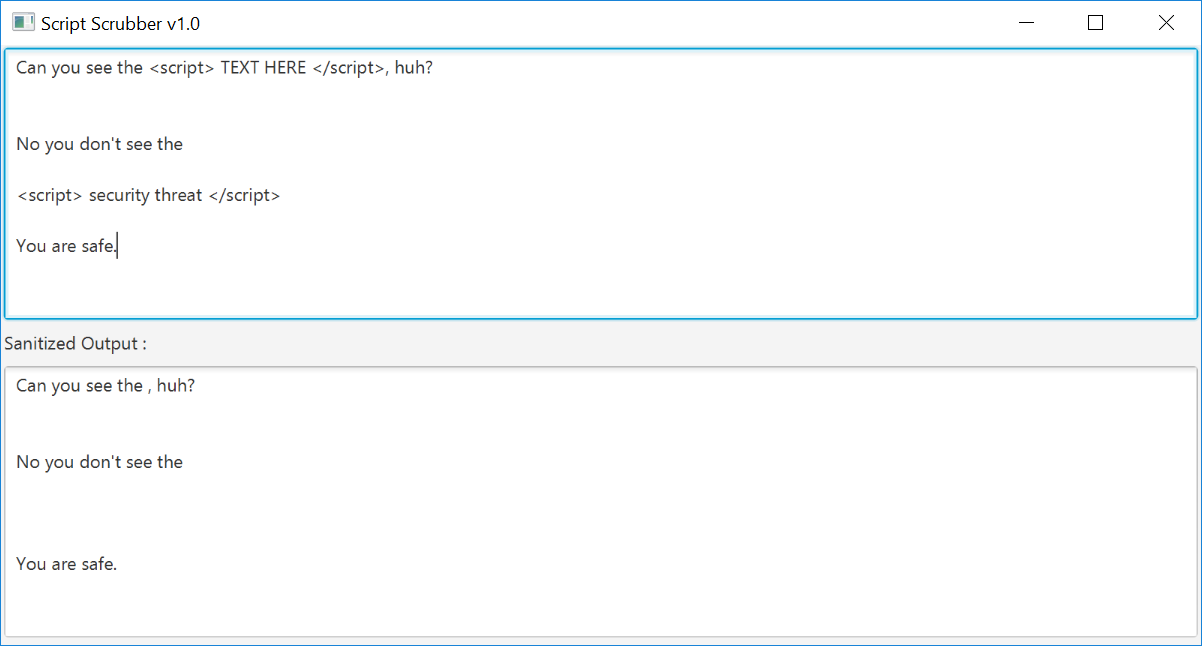 Script Scrubber v1.0
Can you see the <script> TEXT HERE </script>, huh?
No you don't see the
<script> security threat </script>
You are safe.
Sanitized Output :
Can you see the , huh?
No you don't see the
You are safe.